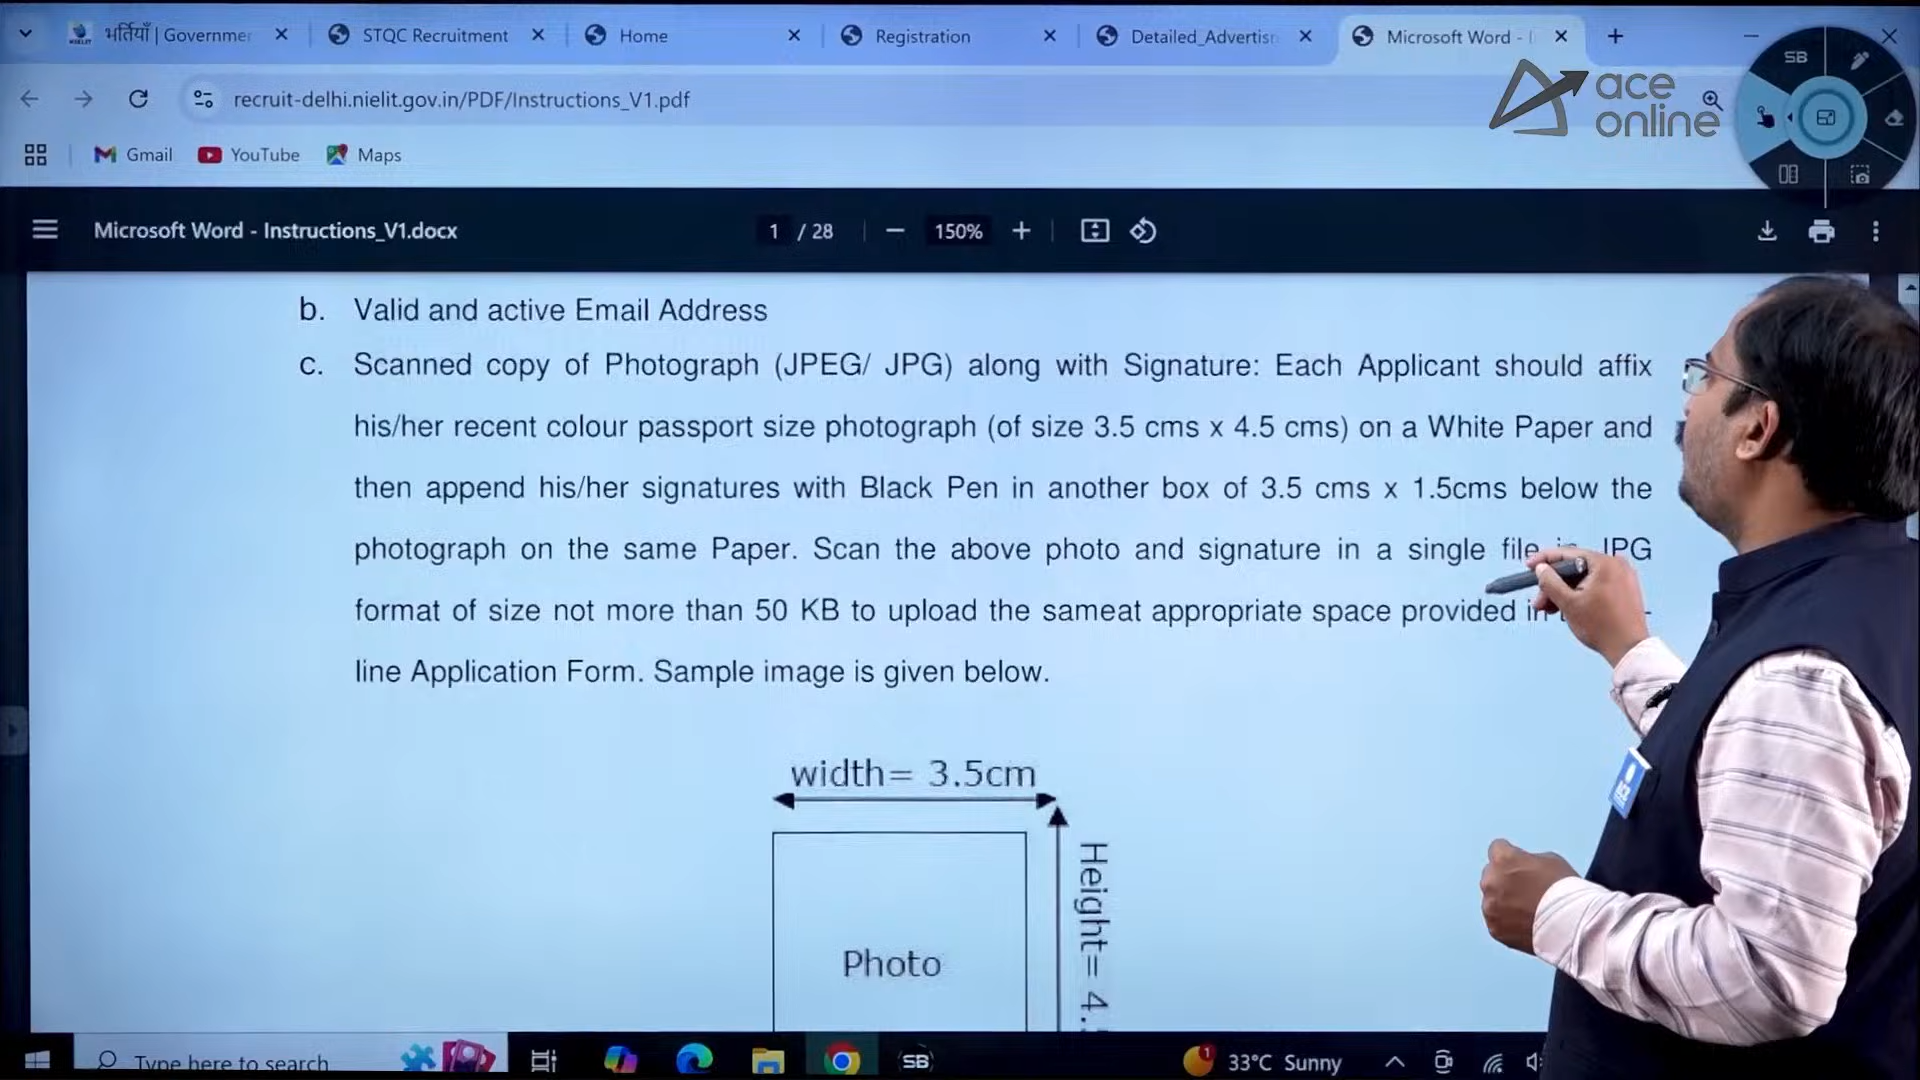 भर्तियाँ | Governmer
STQC Recruitment
Home
Registration
Detailed_Advertisr
Microsoft Word - I
SB
recruit-delhi.nielit.gov.in/PDF/Instructions_V1.pdf
ace
online
Gmail
YouTube
Maps
Microsoft Word - Instructions_V1.docx
1 / 28
150%
b. Valid and active Email Address
c. Scanned copy of Photograph (JPEG/ JPG) along with Signature: Each Applicant should affix
his/her recent colour passport size photograph (of size 3.5 cms x 4.5 cms) on a White Paper and
then append his/her signatures with Black Pen in another box of 3.5 cms x 1.5cms below the
photograph on the same Paper. Scan the above photo and signature in a single file in JPG
format of size not more than 50 KB to upload the sameat appropriate space provided in
line Application Form. Sample image is given below.
width= 3.5cm
Height= 4.
Photo
Type here to search
SB
1
33°C Sunny